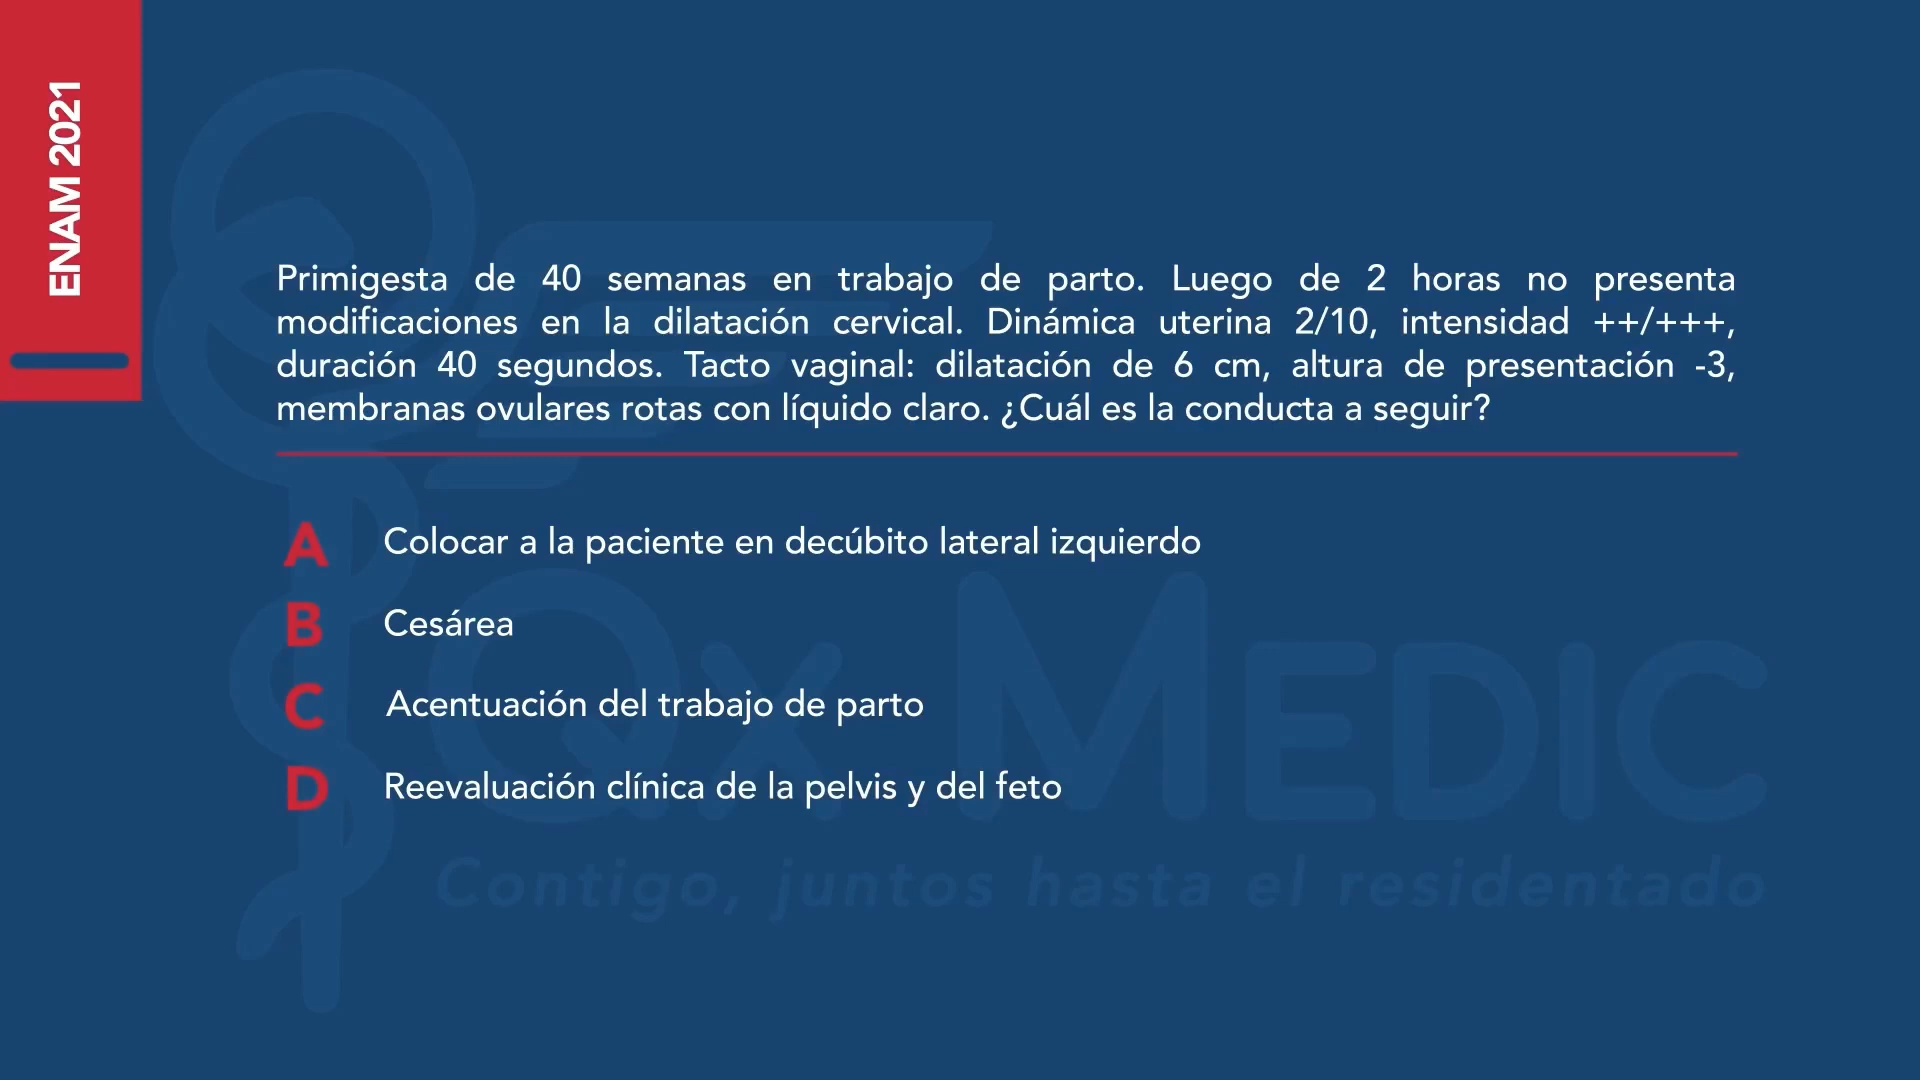 ENAM 2021
Primigesta de 40 semanas en trabajo de parto. Luego de 2 horas no presenta
modificaciones en la dilatación cervical. Dinámica uterina 2/10, intensidad ++/+++,
duración 40 segundos. Tacto vaginal: dilatación de 6 cm, altura de presentación -3,
membranas ovulares rotas con líquido claro. ¿Cuál es la conducta a seguir?
A Colocar a la paciente en decúbito lateral izquierdo
B Cesárea
C Acentuación del trabajo de parto
D Reevaluación clínica de la pelvis y del feto
Qx MEDIC
Contigo, juntos hasta el residentado